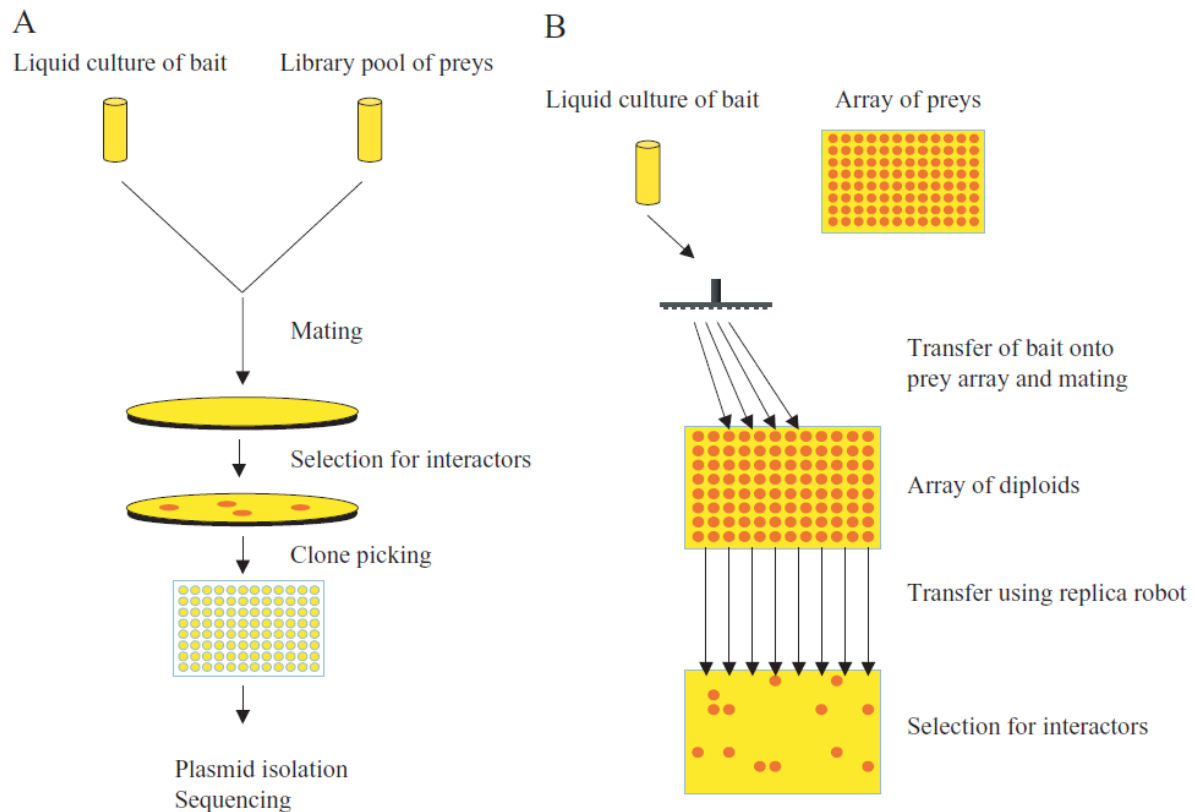 A
Liquid culture of bait
Library pool of preys
Mating
Selection for interactors
Clone picking
Plasmid isolation
Sequencing
B
Liquid culture of bait
Array of preys
Transfer of bait onto
prey array and mating
Array of diploids
Transfer using replica robot
Selection for interactors